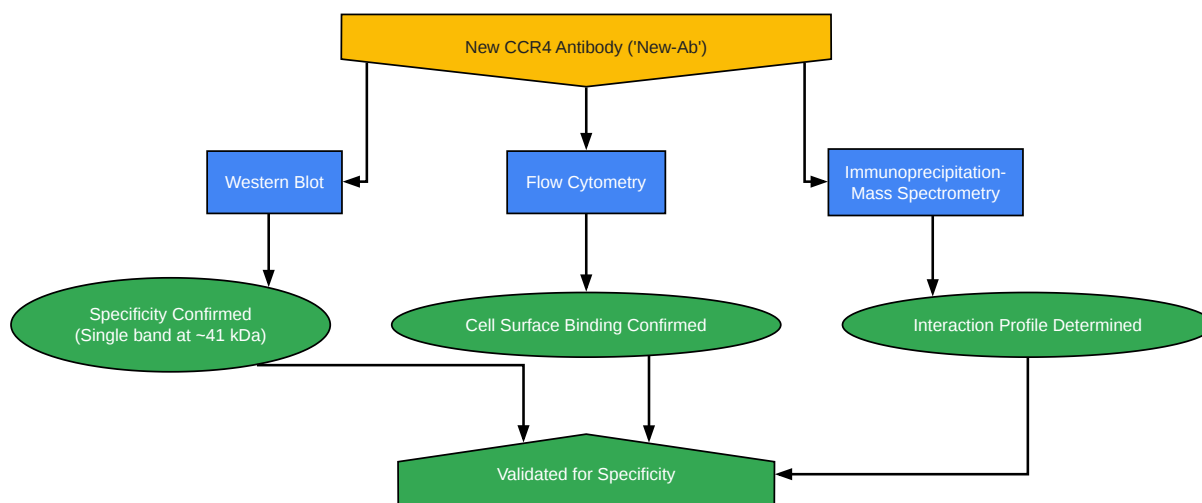 New CCR4 Antibody ('New-Ab')
Western Blot
Flow Cytometry
Immunoprecipitation-
Mass Spectrometry
Specificity Confirmed
(Single band at ~41 kDa)
Cell Surface Binding Confirmed
Interaction Profile Determined
Validated for Specificity